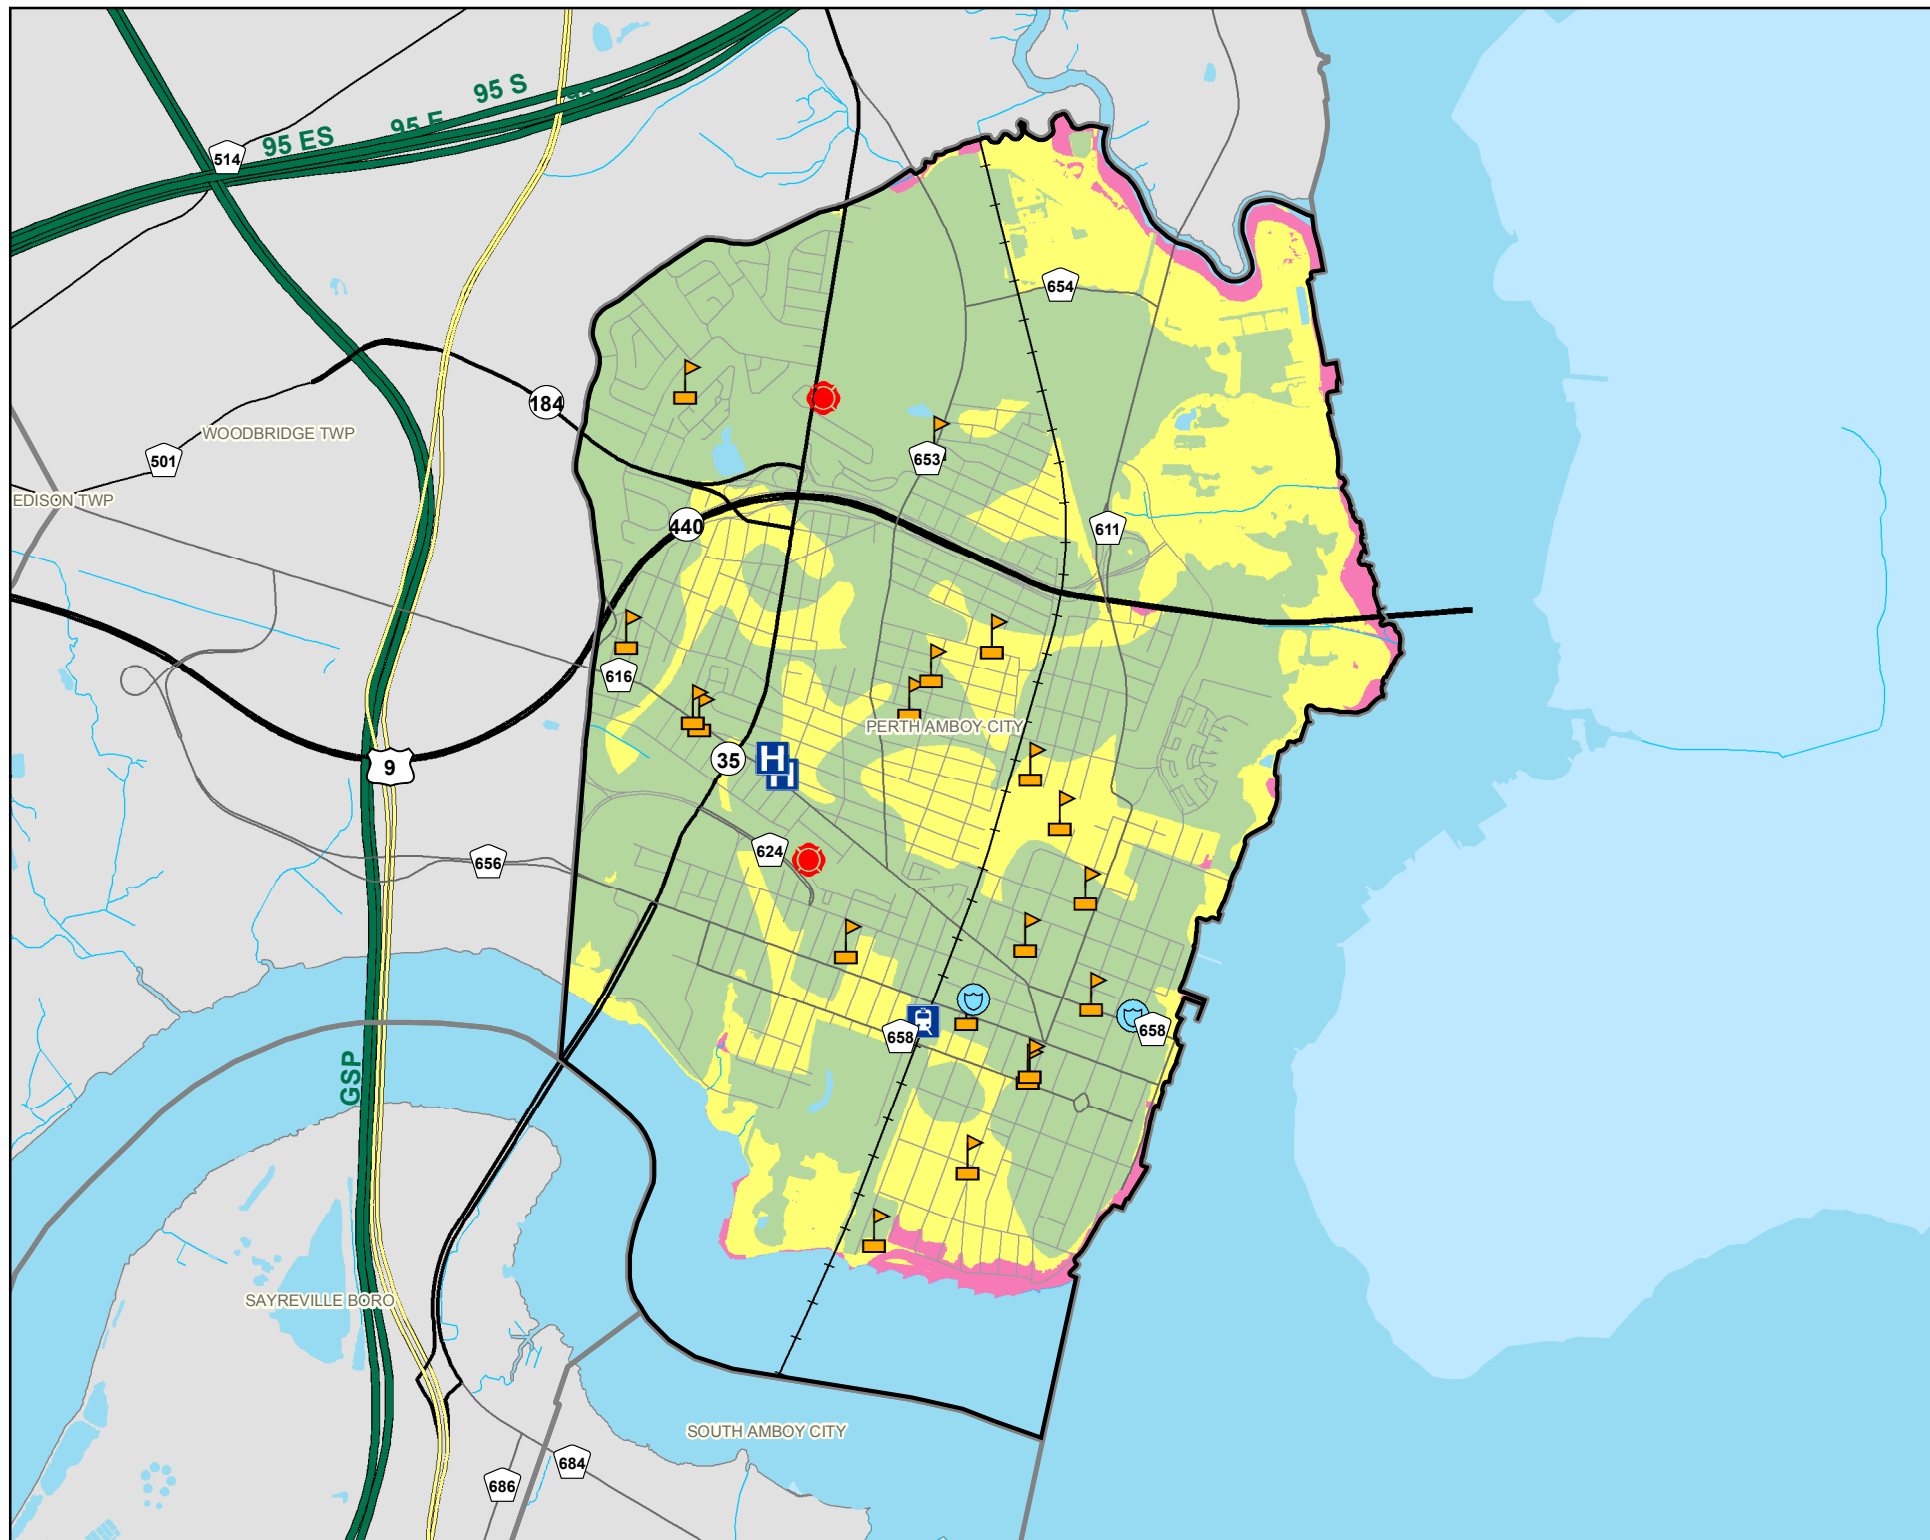 95 S
95 E
95 ES
514
654
184
WOODBRIDGE TWP
501
653
EDISON TWP
440
611
616
PERTH AMBOY CITY
35
H
H
9
624
656
658
658
GSP
SAYREVILLE BORO
SOUTH AMBOY CITY
684
686